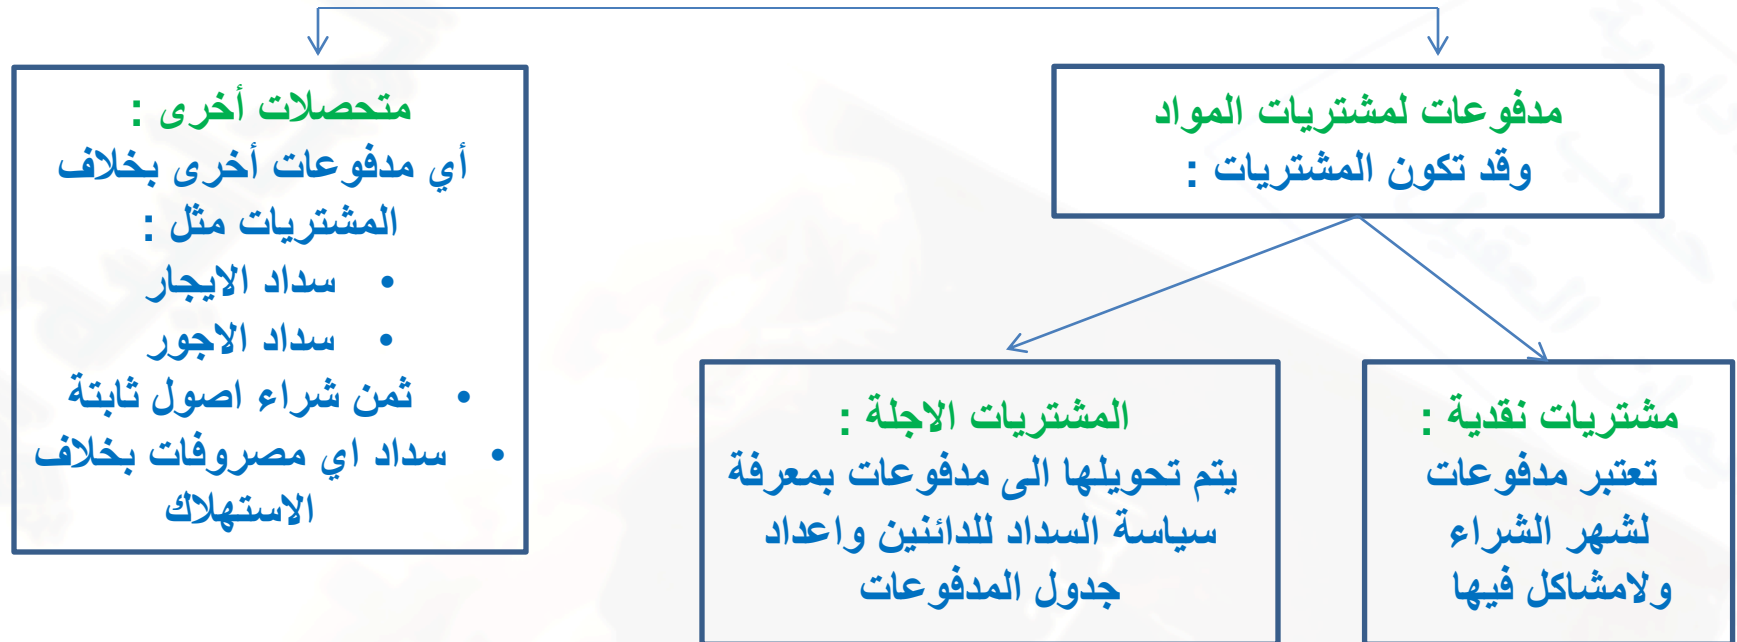 مدفوعات لمشتريات المواد
وقد تكون المشتريات :
متحصلات أخرى :
أي مدفوعات أخرى بخلاف
المشتريات مثل :
• سداد الايجار
• سداد الاجور
• ثمن شراء اصول ثابتة
• سداد اي مصروفات بخلاف
الاستهلاك
مشتريات نقدية :
تعتبر مدفوعات
لشهر الشراء
ولامشاكل فيها
المشتريات الاجلة :
يتم تحويلها الى مدفوعات بمعرفة
سياسة السداد للدائنين واعداد
جدول المدفوعات